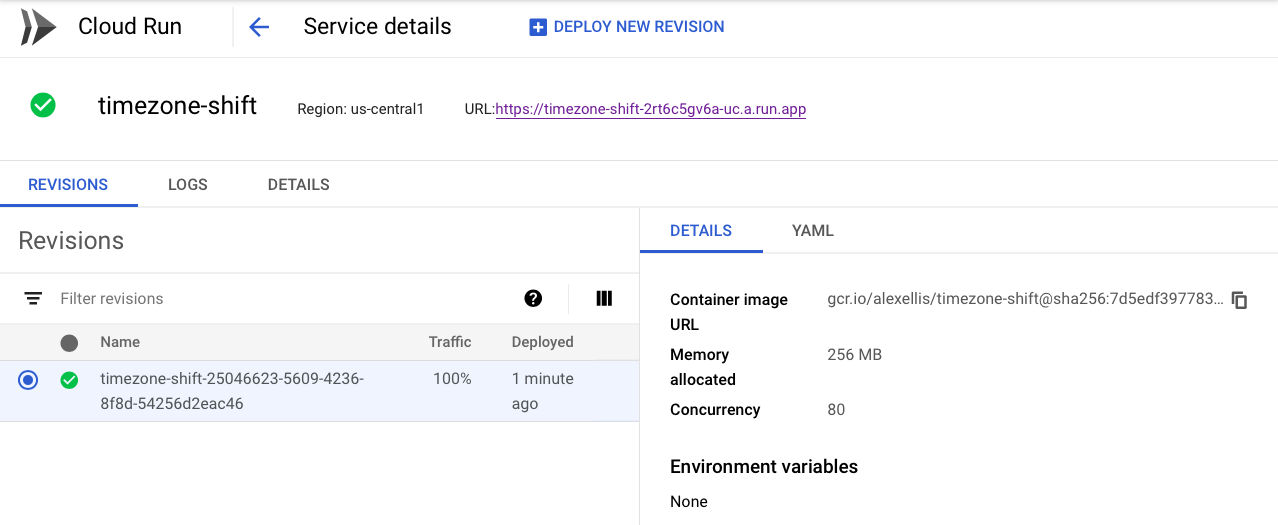 Cloud Run
Service details
DEPLOY NEW REVISION
timezone-shift
Region: us-central1
URL:https://timezone-shift-2rt6c5gv6a-uc.a.run.app
REVISIONS
LOGS
DETAILS
Revisions
Filter revisions
Name
Traffic
Deployed
timezone-shift-25046623-5609-4236-
8f8d-54256d2eac46
100%
1 minute
ago
DETAILS
YAML
Container image
URL
gcr.io/alexellis/timezone-shift@sha256:7d5edf397783…
Memory
allocated
256 MB
Concurrency
80
Environment variables
None